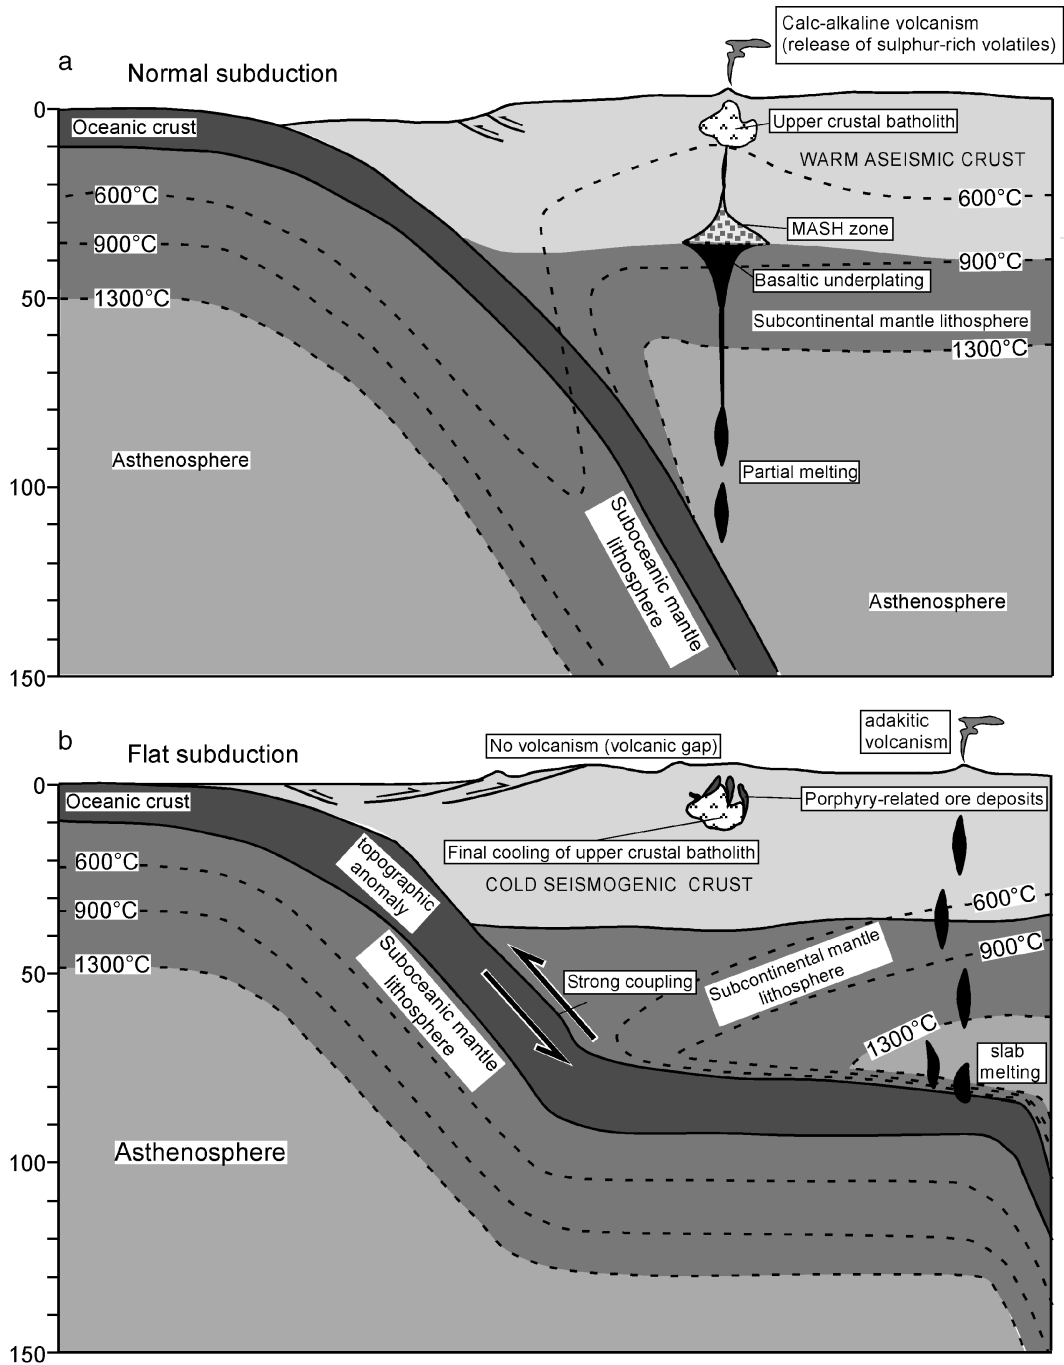 a
Normal subduction
Calc-alkaline volcanism
(release of sulphur-rich volatiles)
0
Oceanic crust
Upper crustal batholith
WARM ASEISMIC CRUST
600°C
600°C
MASH zone
900°C
900°C
Basaltic underplating
50
1300°C
Subcontinental mantle lithosphere
1300°C
Asthenosphere
Partial melting
100
Suboceanic mantle
lithosphere
Asthenosphere
150
b
Flat subduction
No volcanism (volcanic gap)
adakitic
volcanism
0
Oceanic crust
Porphyry-related ore deposits
topographic
anomaly
Final cooling of upper crustal batholith
600°C
COLD SEISMOGENIC CRUST
600°C
900°C
900°C
Suboceanic mantle
lithosphere
Subcontinental mantle
lithosphere
1300°C
50
Strong coupling
1300°C
slab
melting
Asthenosphere
100
150